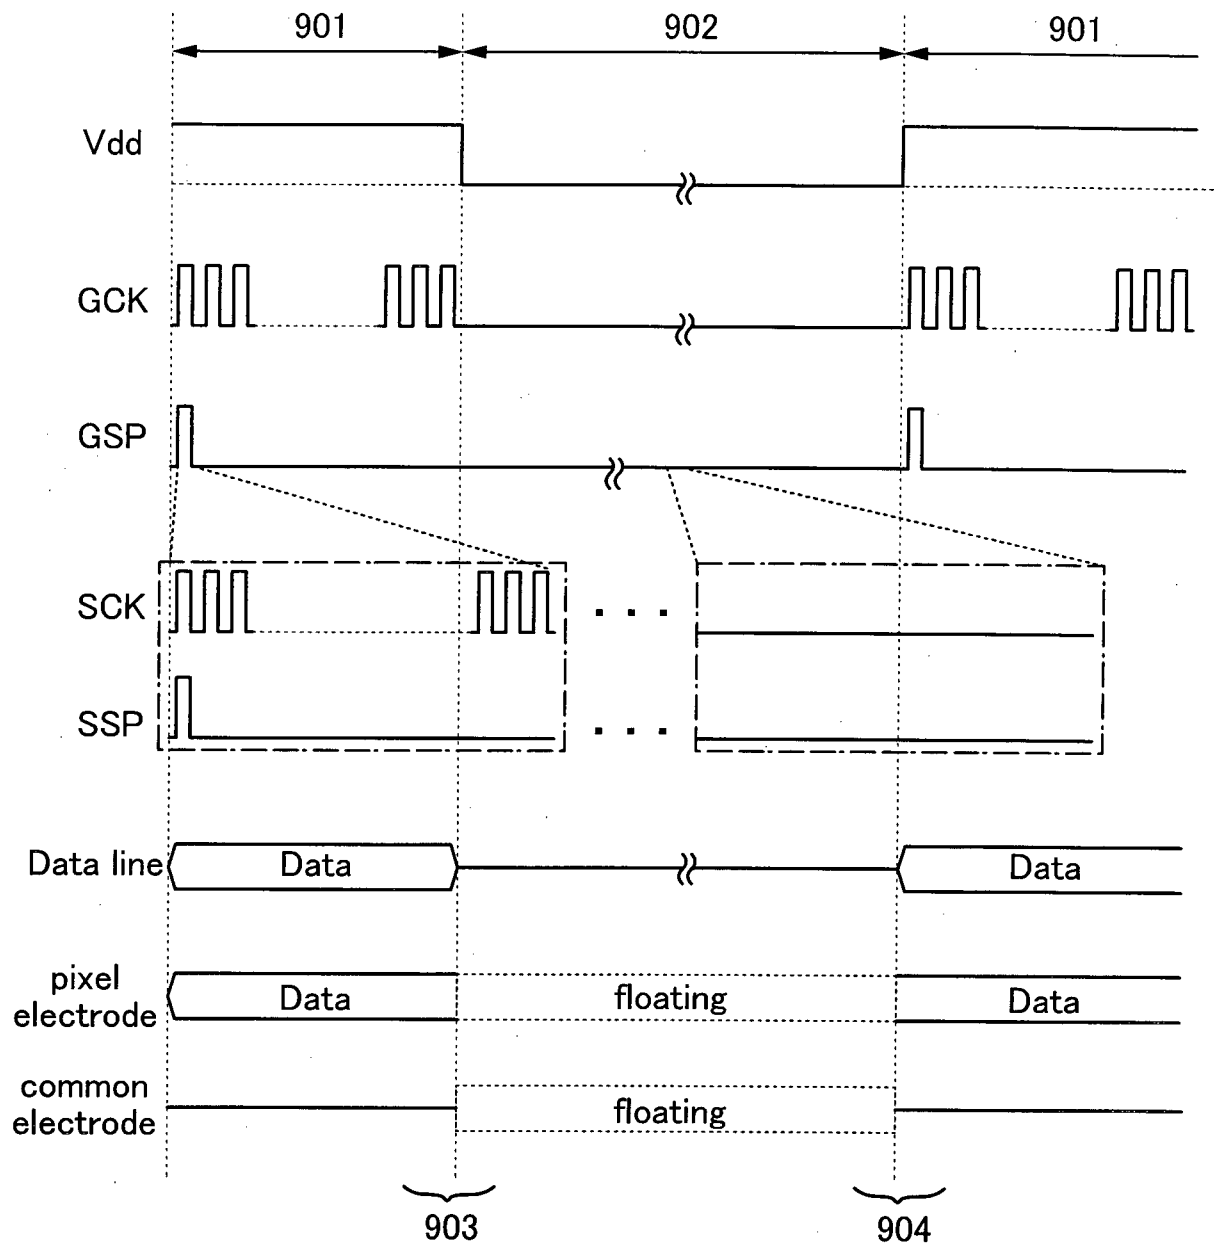 901 902 901
Vdd
GCK
GSP
SCK
SSP
Data line Data Data
pixel
electrode Data floating Data
common
electrode floating
903 904